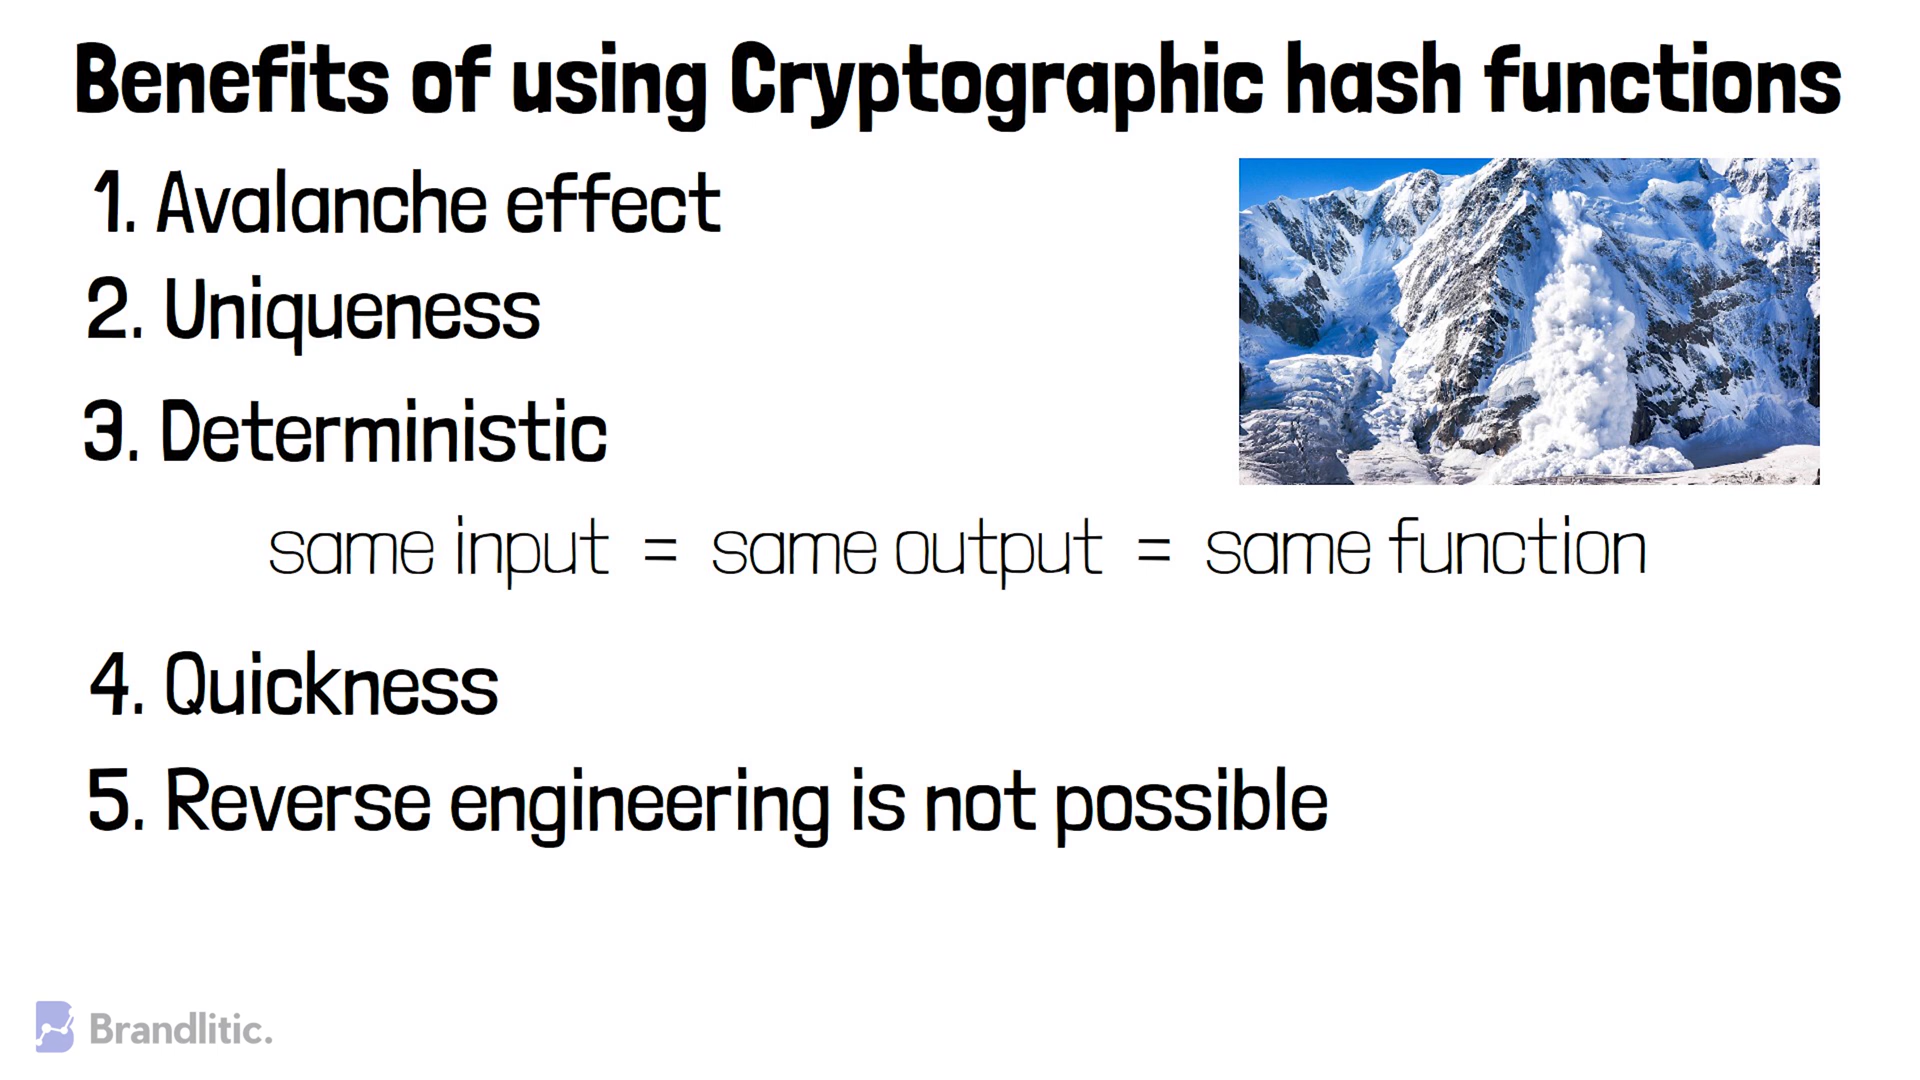 Benefits of using Cryptographic hash functions
1. Avalanche effect
2. Uniqueness
3. Deterministic
same input = same output = same function
4. Quickness
5. Reverse engineering is not possible
Brandlitic.